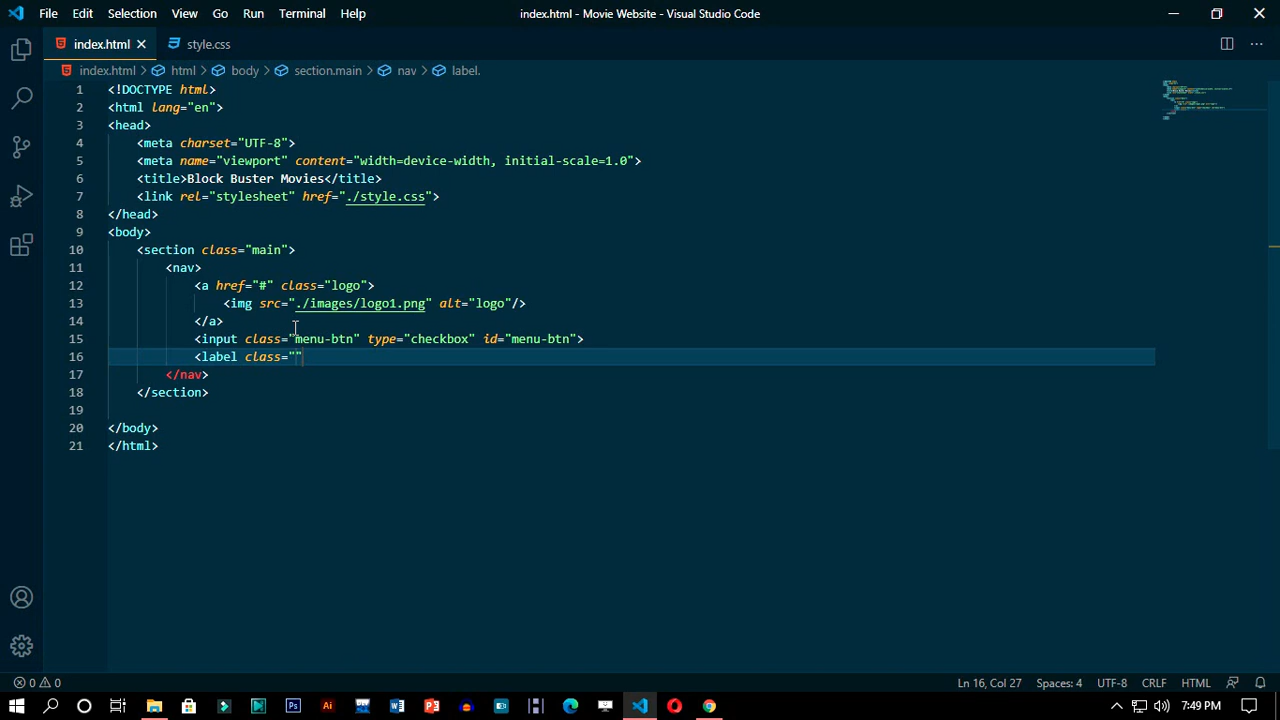 File Edit Selection View Go Run Terminal Help index.html - Movie Website - Visual Studio Code
index.html style.css
index.html > html > body > section.main > nav > label.
1 <!DOCTYPE html>
2 <html lang="en">
3 <head>
4 <meta charset="UTF-8">
5 <meta name="viewport" content="width=device-width, initial-scale=1.0">
6 <title>Block Buster Movies</title>
7 <link rel="stylesheet" href="./style.css">
8 </head>
9 <body>
10 <section class="main">
11 <nav>
12 <a href="#" class="logo">
13 <img src="./images/logo1.png" alt="logo"/>
14 </a>
15 <input class="menu-btn" type="checkbox" id="menu-btn">
16 <label class=""
17 </nav>
18 </section>
19
20 </body>
21 </html>
0 0 Ln 16, Col 27 Spaces: 4 UTF-8 CRLF HTML
Ps Ai 7:49 PM